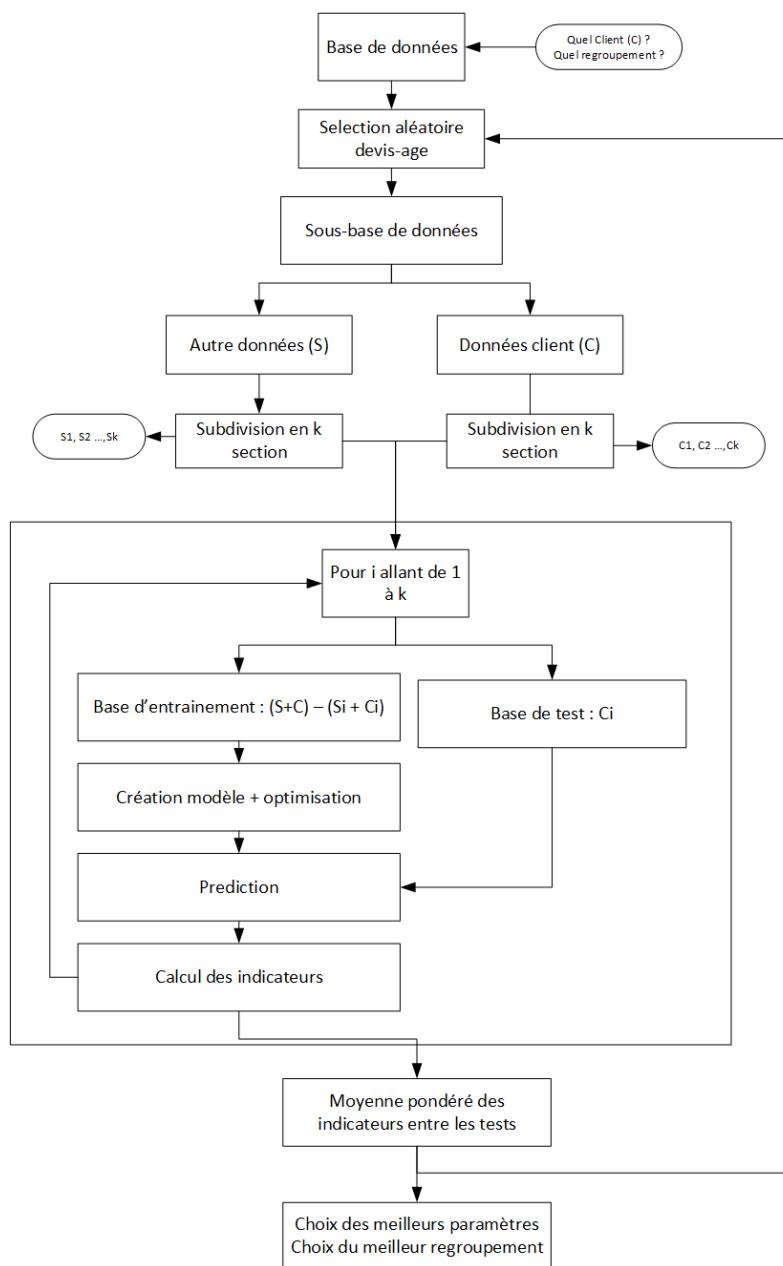 Base de données
Quel Client (C) ?
Quel regroupement ?
Selection aléatoire
devis-age
Sous-base de données
Autre données (S)
Données client (C)
S1, S2 ...,Sk
Subdivision en k
section
Subdivision en k
section
C1, C2 ...,Ck
Pour i allant de 1
à k
Base d'entrainement : (S+C) – (Si + Ci)
Base de test : Ci
Création modèle + optimisation
Prediction
Calcul des indicateurs
Moyenne pondéré des
indicateurs entre les tests
Choix des meilleurs paramètres
Choix du meilleur regroupement